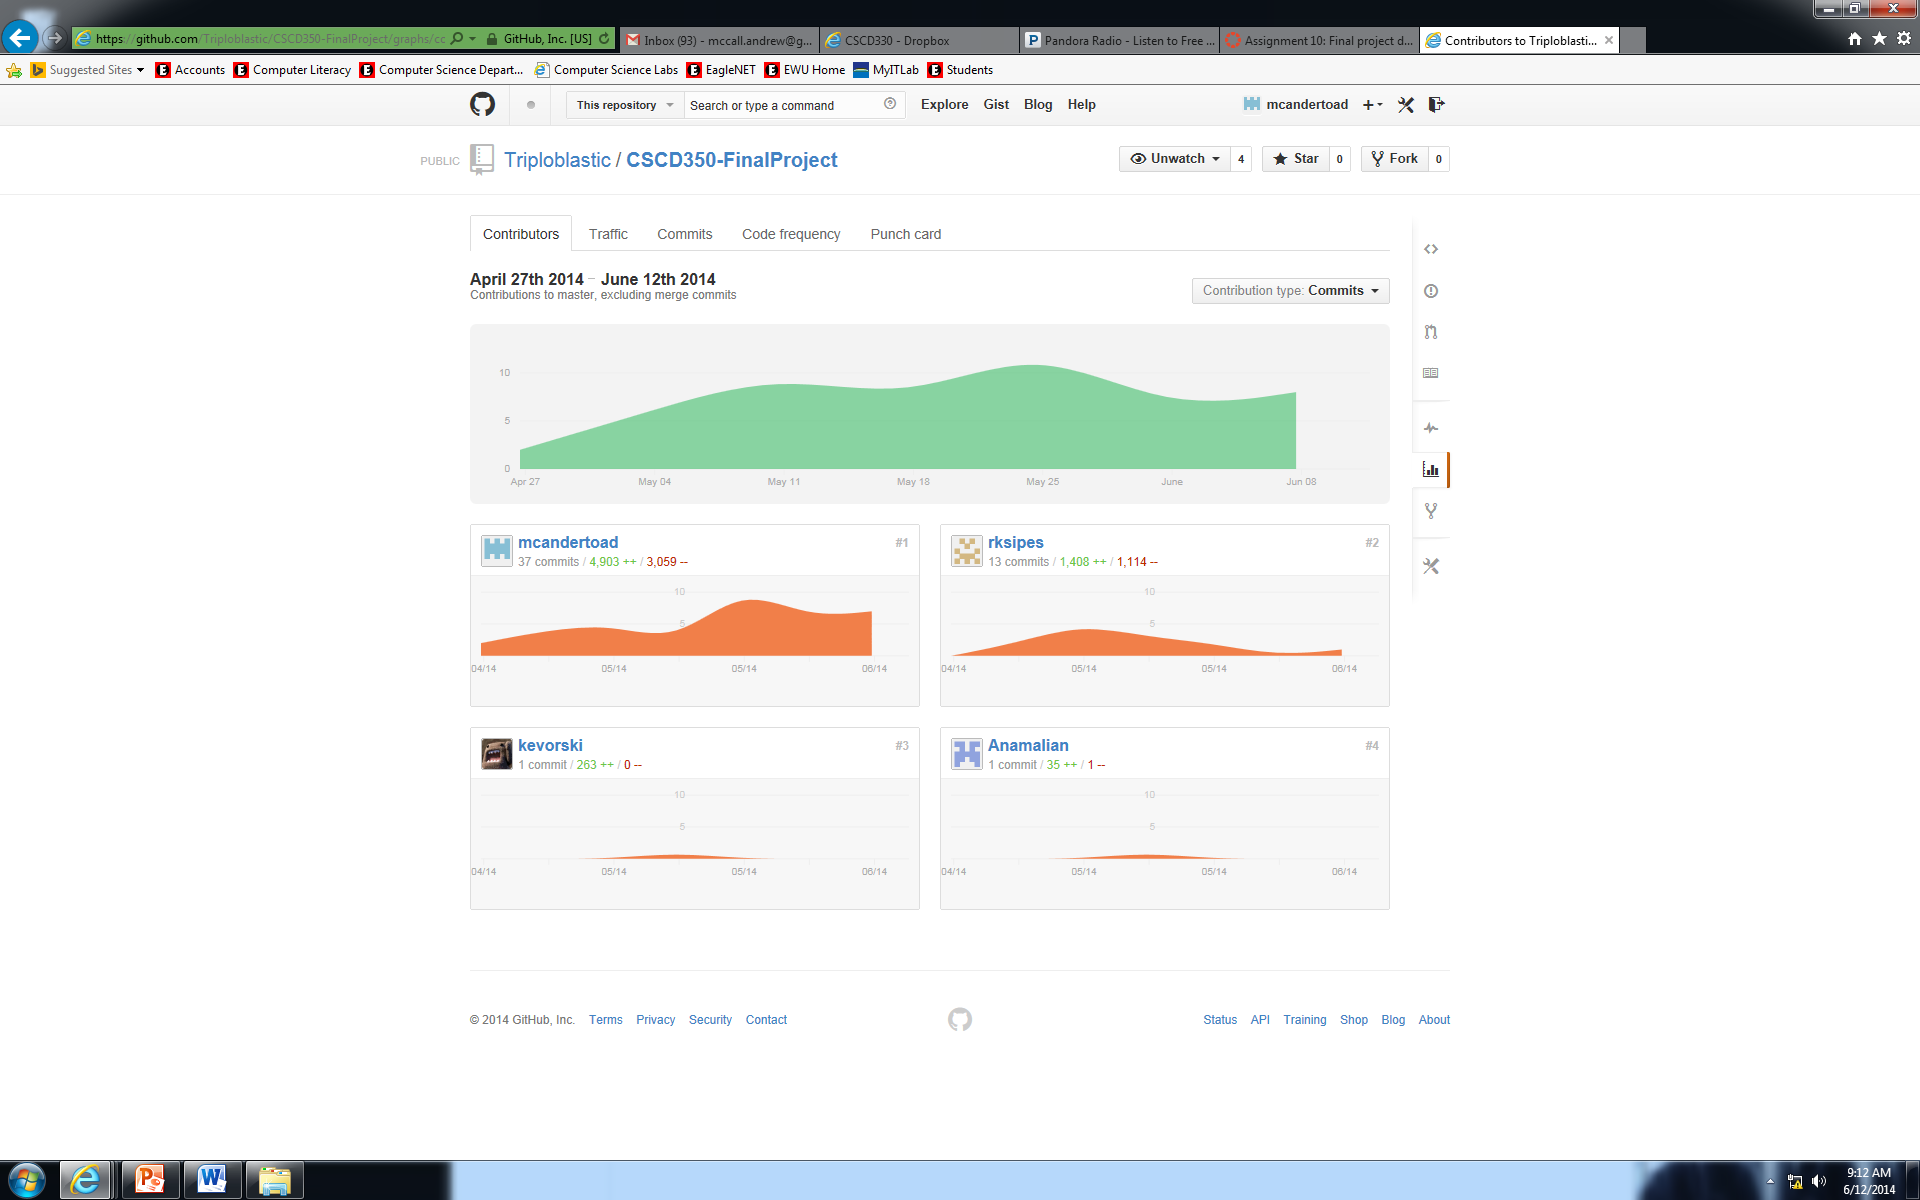 https://github.com/Triploblastic/CSCD350-FinalProject/graphs/cc
GitHub, Inc. [US]
Inbox (93) - mccall.andrew@g...
CSCD330 - Dropbox
Pandora Radio - Listen to Free ...
Assignment 10: Final project d...
Contributors to Triploblasti...
Suggested Sites
Accounts
Computer Literacy
Computer Science Depart...
Computer Science Labs
EagleNET
EWU Home
MyITLab
Students
This repository
Search or type a command
Explore
Gist
Blog
Help
mcandertoad
PUBLIC
Triploblastic / CSCD350-FinalProject
Unwatch 4
Star 0
Fork 0
Contributors
Traffic
Commits
Code frequency
Punch card
April 27th 2014 – June 12th 2014
Contributions to master, excluding merge commits
Contribution type: Commits
10
5
0
Apr 27
May 04
May 11
May 18
May 25
June
Jun 08
mcandertoad
#1
37 commits / 4,903 ++ / 3,059 --
10
5
04/14
05/14
05/14
06/14
rksipes
#2
13 commits / 1,408 ++ / 1,114 --
10
5
04/14
05/14
05/14
06/14
kevorski
#3
1 commit / 263 ++ / 0 --
10
5
04/14
05/14
05/14
06/14
Anamalian
#4
1 commit / 35 ++ / 1 --
10
5
04/14
05/14
05/14
06/14
© 2014 GitHub, Inc.
Terms
Privacy
Security
Contact
Status
API
Training
Shop
Blog
About
9:12 AM
6/12/2014